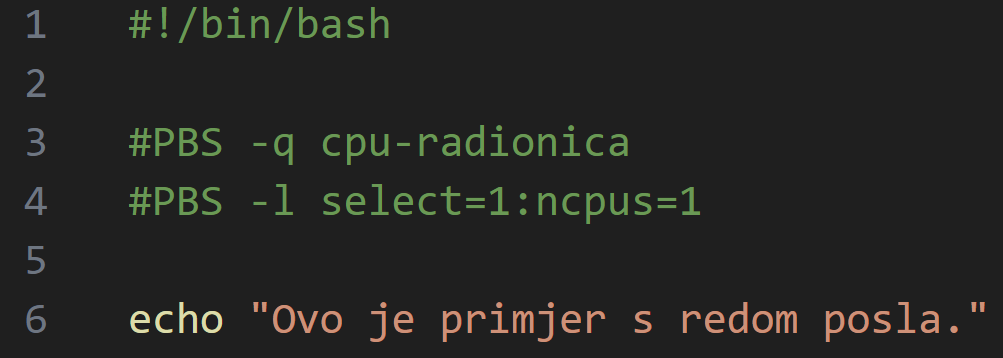 1 #!/bin/bash
2
3 #PBS -q cpu-radionica
4 #PBS -l select=1:ncpus=1
5
6 echo "Ovo je primjer s redom posla."